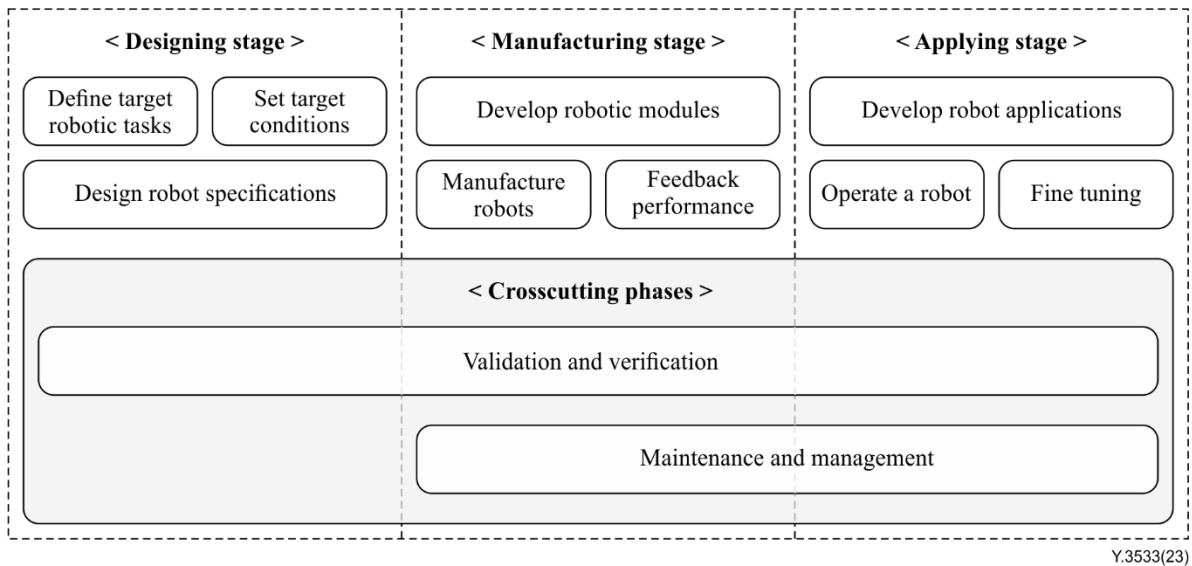 < Designing stage >
Define target
robotic tasks
Set target
conditions
Design robot specifications
< Manufacturing stage >
Develop robotic modules
Manufacture
robots
Feedback
performance
< Applying stage >
Develop robot applications
Operate a robot
Fine tuning
< Crosscutting phases >
Validation and verification
Maintenance and management
Y.3533(23)